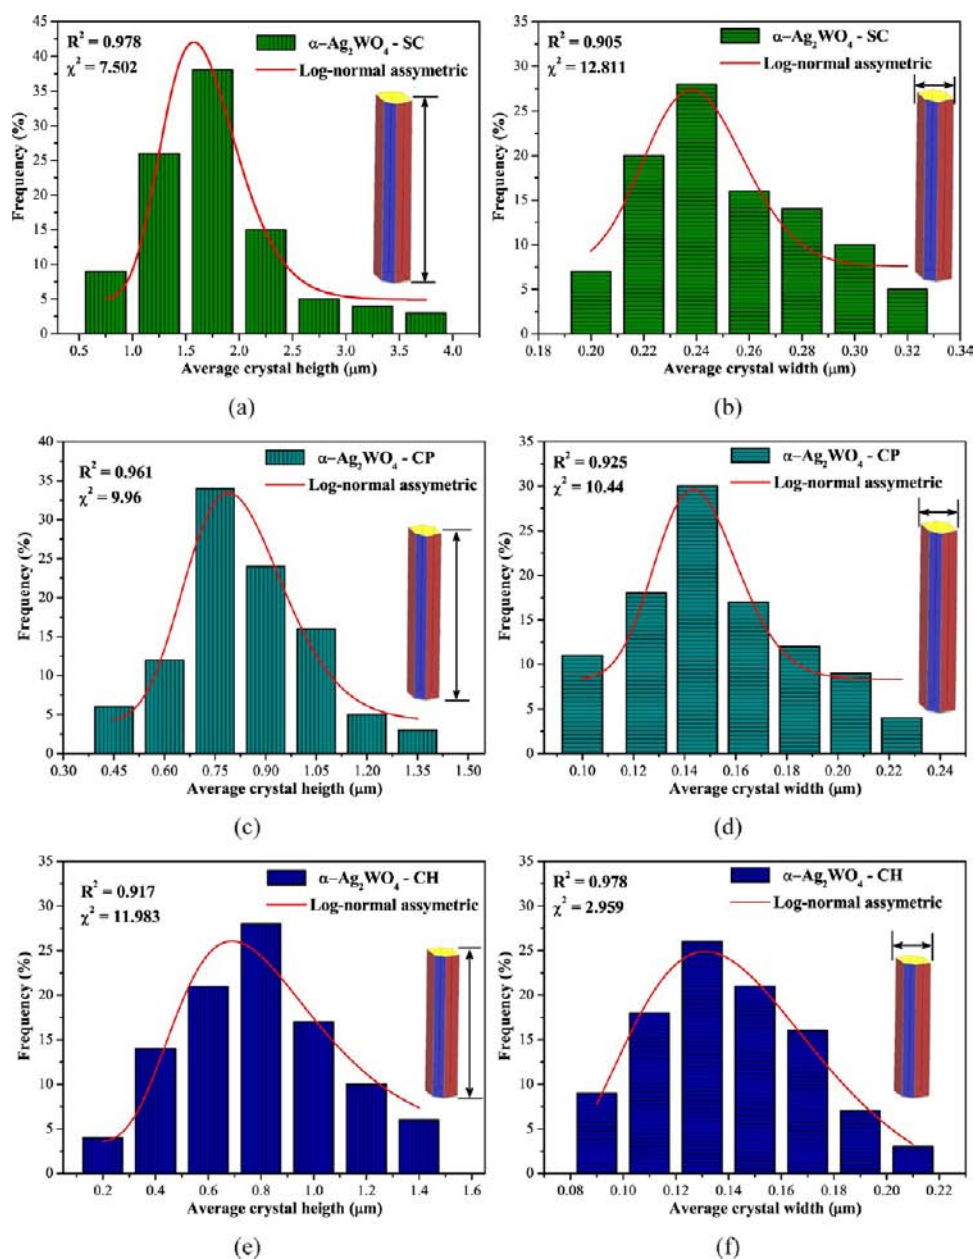 R² = 0.978
χ² = 7.502
α–Ag₂WO₄ - SC
Log-normal assymetric
Frequency (%)
45
40
35
30
25
20
15
10
5
0
0.5 1.0 1.5 2.0 2.5 3.0 3.5 4.0
Average crystal heigth (μm)
(a)
R² = 0.905
χ² = 12.811
α–Ag₂WO₄ - SC
Log-normal assymetric
Frequency (%)
35
30
25
20
15
10
5
0
0.18 0.20 0.22 0.24 0.26 0.28 0.30 0.32 0.34
Average crystal width (μm)
(b)
R² = 0.961
χ² = 9.96
α–Ag₂WO₄ - CP
Log-normal assymetric
Frequency (%)
40
35
30
25
20
15
10
5
0
0.30 0.45 0.60 0.75 0.90 1.05 1.20 1.35 1.50
Average crystal heigth (μm)
(c)
R² = 0.925
χ² = 10.44
α–Ag₂WO₄ - CP
Log-normal assymetric
Frequency (%)
35
30
25
20
15
10
5
0
0.10 0.12 0.14 0.16 0.18 0.20 0.22 0.24
Average crystal width (μm)
(d)
R² = 0.917
χ² = 11.983
α–Ag₂WO₄ - CH
Log-normal assymetric
Frequency (%)
35
30
25
20
15
10
5
0
0.2 0.4 0.6 0.8 1.0 1.2 1.4 1.6
Average crystal heigth (μm)
(e)
R² = 0.978
χ² = 2.959
α–Ag₂WO₄ - CH
Log-normal assymetric
Frequency (%)
35
30
25
20
15
10
5
0
0.08 0.10 0.12 0.14 0.16 0.18 0.20 0.22
Average crystal width (μm)
(f)